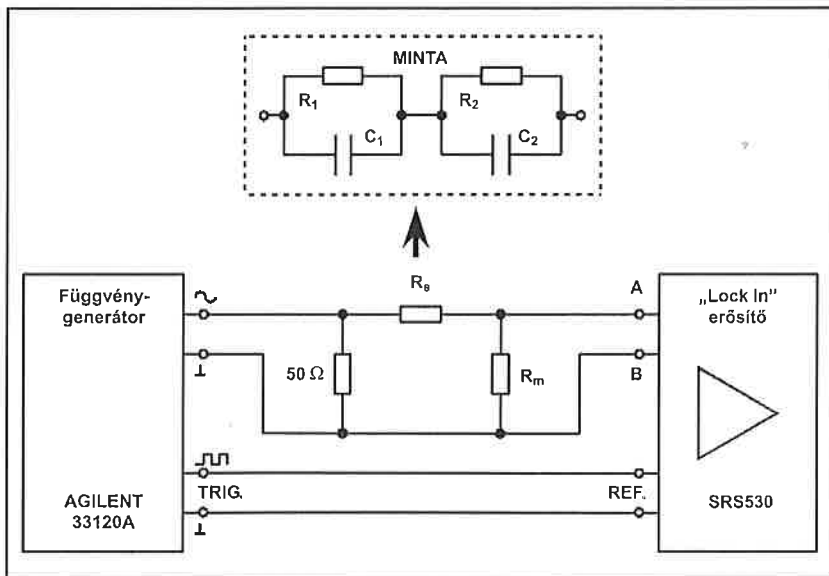 MINTA
R₁
R₂
C₁
C₂
Rₛ
Függvény-
generátor
A
„Lock In"
erősítő
⊥
50 Ω
Rₘ
B
TRIG.
REF.
AGILENT
33120A
⊥
SRS530